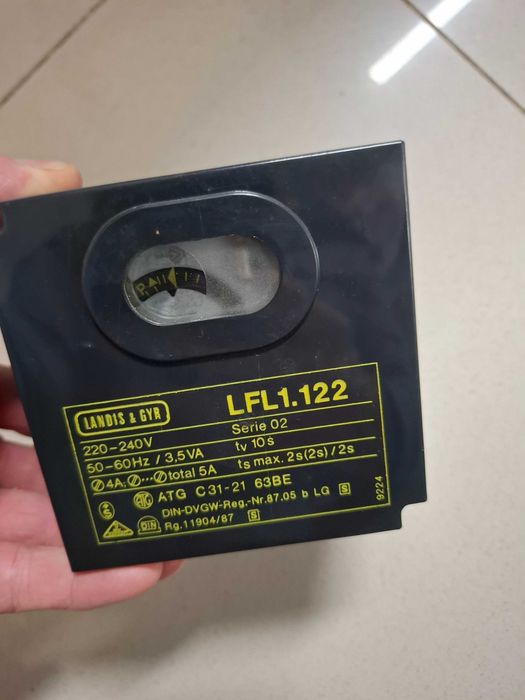 LANDIS & GYR
LFL1.122
220-240V
Serie 02
50-60Hz / 3,5VA
tv 10s
4A, ... total 5A
ts max. 2s(2s) / 2s
ATG C31-21 63BE
DIN-DVGW-Reg.-Nr.87.05 b LG S
DIN
Rg.11904/87 S
9224